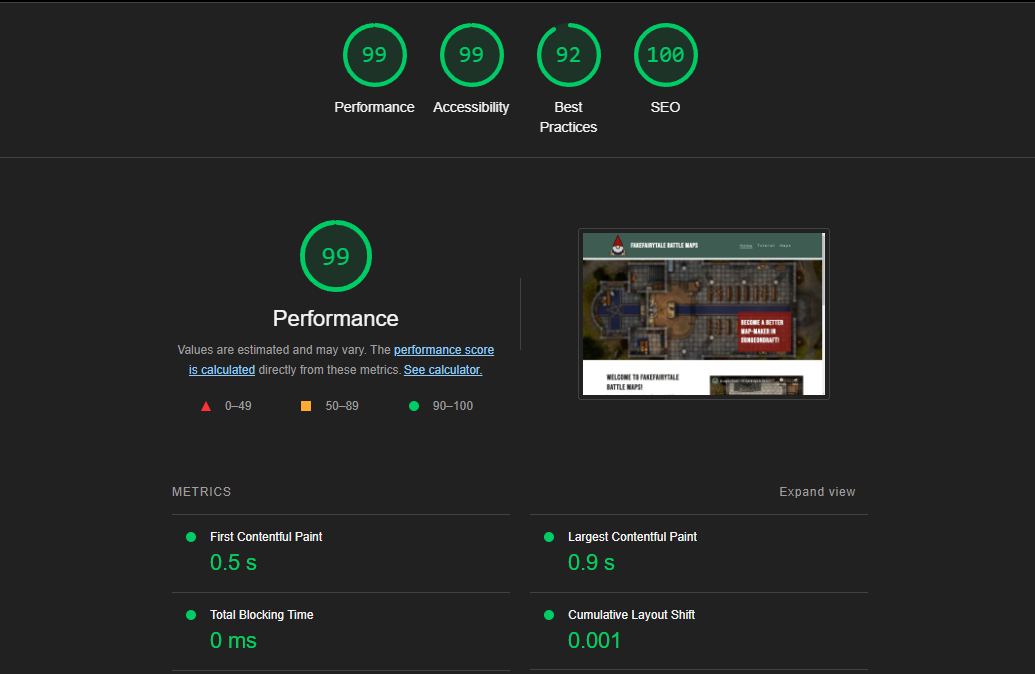 99
99
92
100
Performance
Accessibility
Best
Practices
SEO
99
Performance
Values are estimated and may vary. The performance score
is calculated directly from these metrics. See calculator.
0–49
50–89
90–100
FAKEFAIRYTALE BATTLE MAPS
Home Tutorial Maps
BECOME A BETTER
MAP-MAKER IN
DUNGEONDRAFT!
WELCOME TO FAKEFAIRYTALE
BATTLE MAPS!
METRICS
Expand view
First Contentful Paint
0.5 s
Largest Contentful Paint
0.9 s
Total Blocking Time
0 ms
Cumulative Layout Shift
0.001